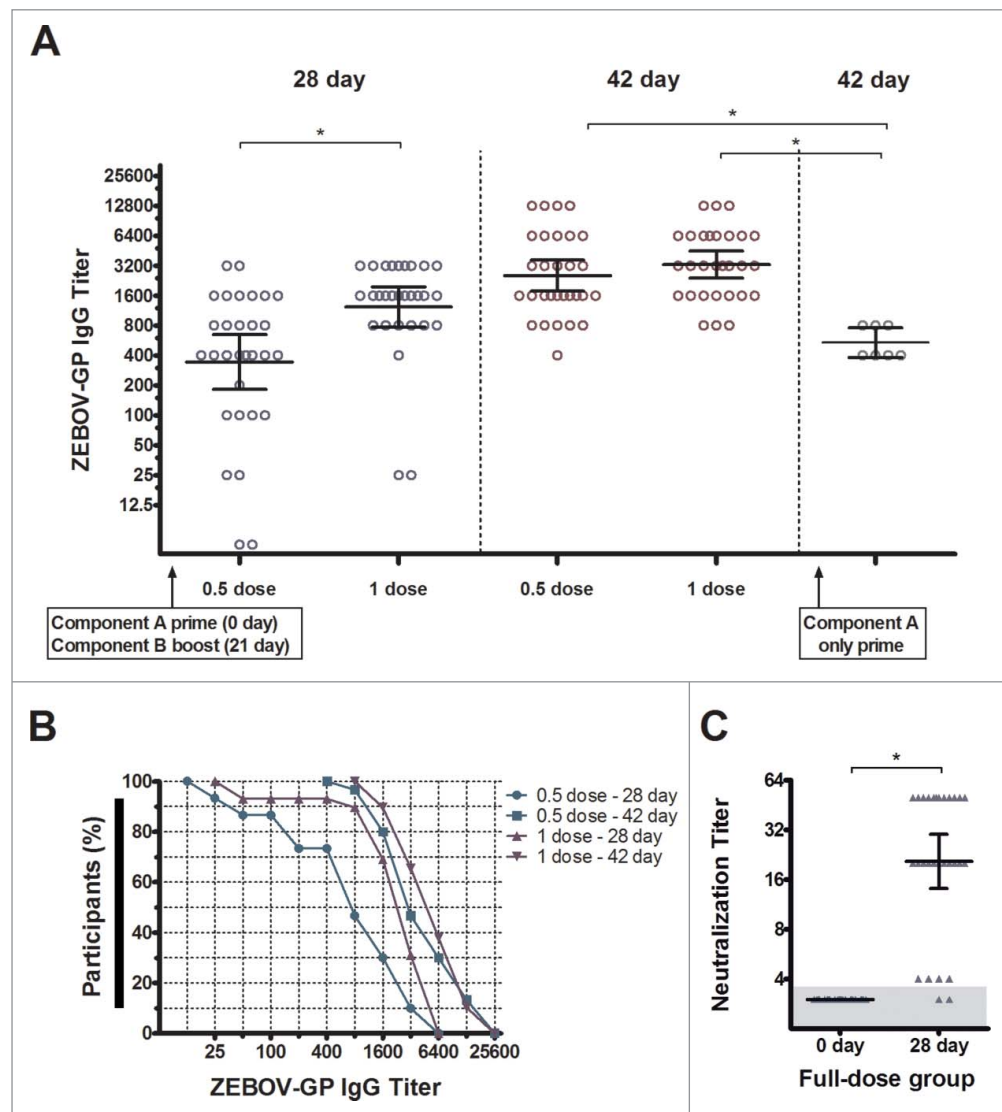 A
28 day
42 day
42 day
*
*
*
ZEBOV-GP IgG Titer
25600
12800
6400
3200
1600
800
400
200
100
50
25
12.5
0.5 dose
1 dose
0.5 dose
1 dose
Component A prime (0 day)
Component B boost (21 day)
Component A
only prime
B
Participants (%)
100
80
60
40
20
0
25
100
400
1600
6400
25600
ZEBOV-GP IgG Titer
0.5 dose - 28 day
0.5 dose - 42 day
1 dose - 28 day
1 dose - 42 day
C
*
Neutralization Titer
64
32
16
8
4
0 day
28 day
Full-dose group